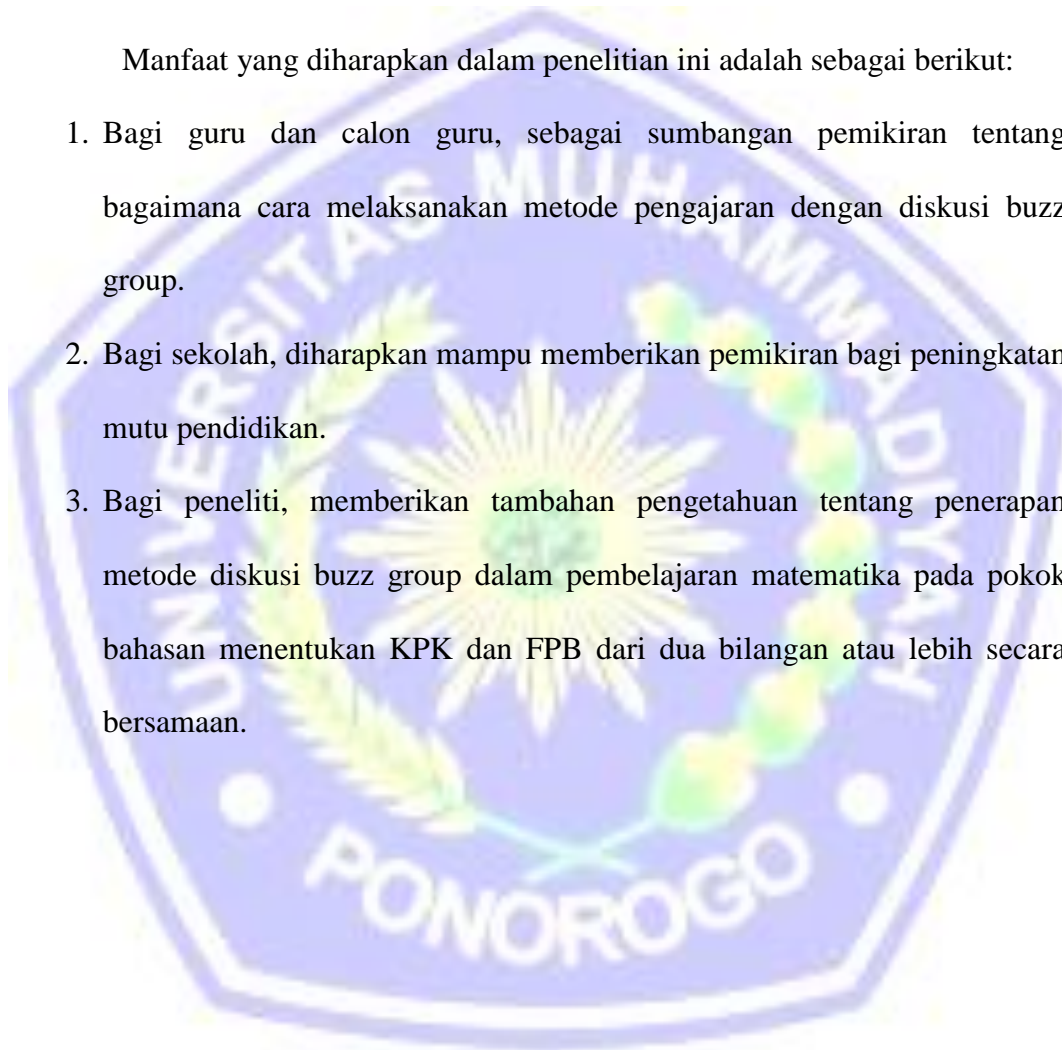 Manfaat yang diharapkan dalam penelitian ini adalah sebagai berikut:
1. Bagi guru dan calon guru, sebagai sumbangan pemikiran tentang
bagaimana cara melaksanakan metode pengajaran dengan diskusi buzz
group.
2. Bagi sekolah, diharapkan mampu memberikan pemikiran bagi peningkatan
mutu pendidikan.
3. Bagi peneliti, memberikan tambahan pengetahuan tentang penerapan
metode diskusi buzz group dalam pembelajaran matematika pada pokok
bahasan menentukan KPK dan FPB dari dua bilangan atau lebih secara
bersamaan.
UNIVERSITAS MUHAMMADIYAH
PONOROGO